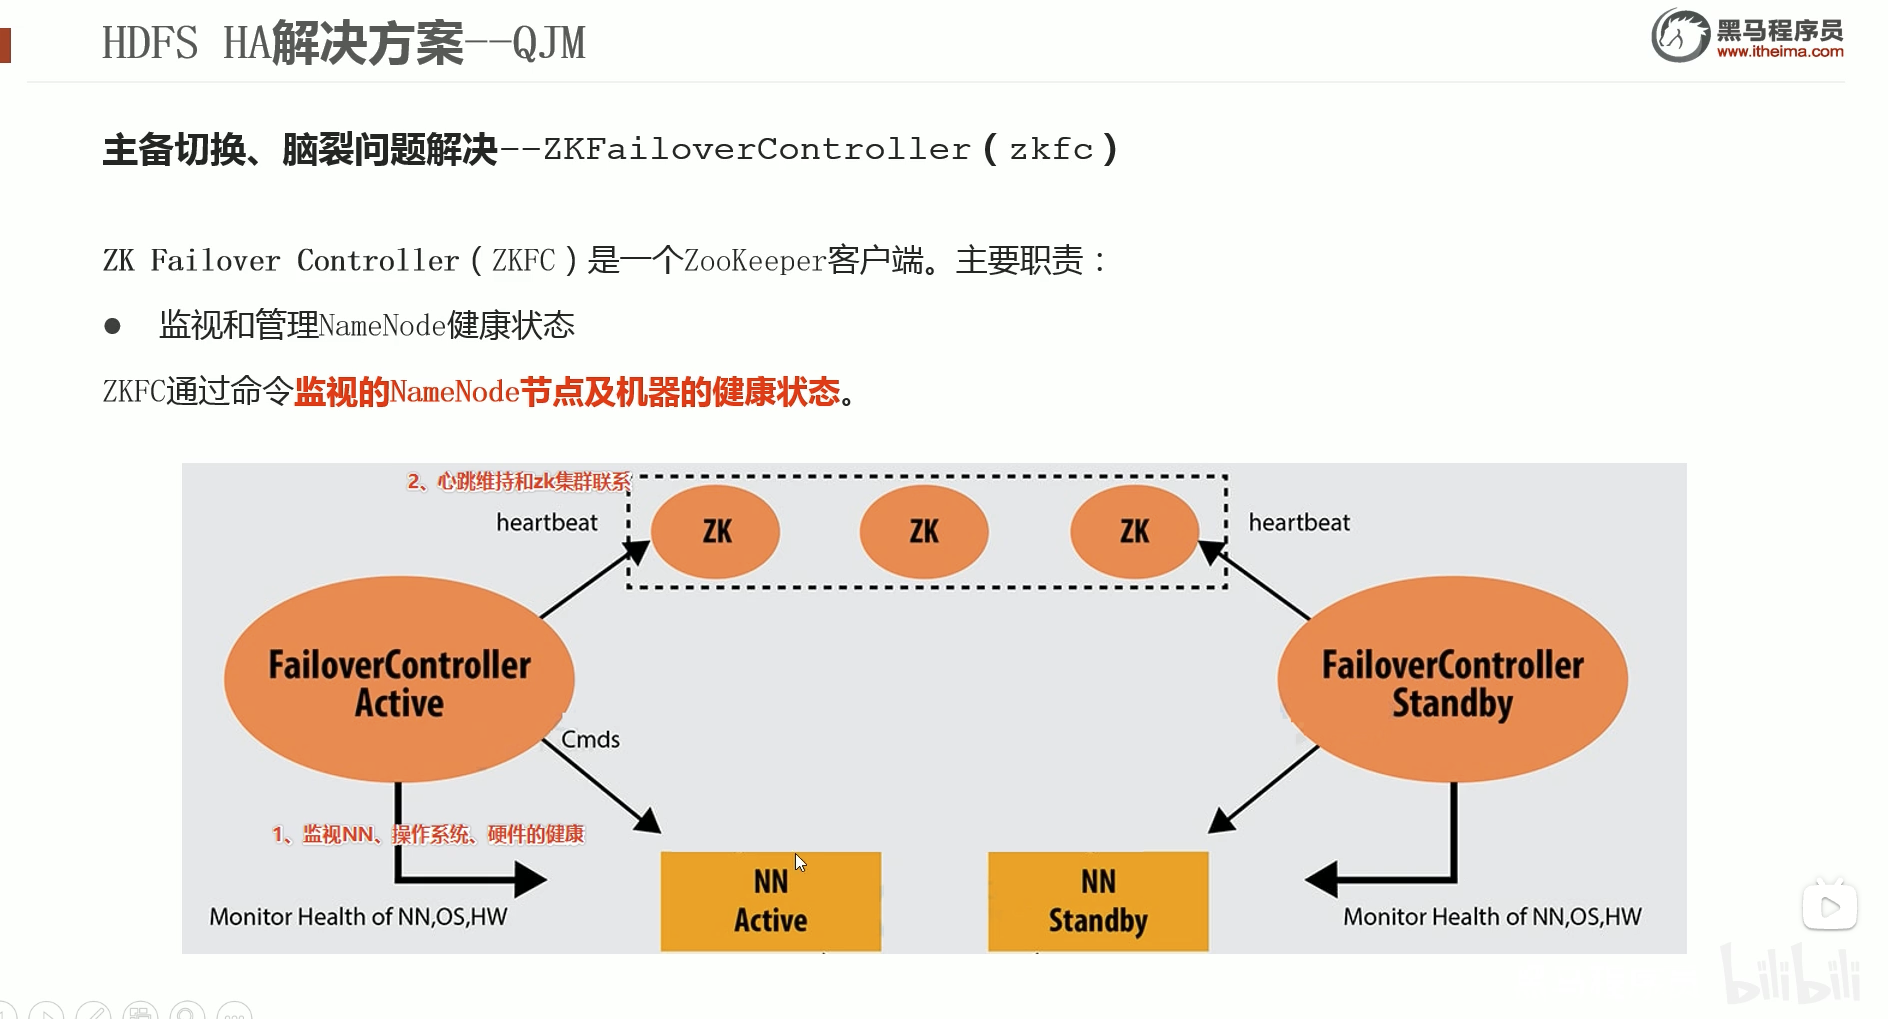 HDFS HA解决方案--QJM
黑马程序员
www.itheima.com
主备切换、脑裂问题解决--ZKFailoverController（zkfc）
ZK Failover Controller（ZKFC）是一个ZooKeeper客户端。主要职责：
● 监视和管理NameNode健康状态
ZKFC通过命令监视的NameNode节点及机器的健康状态。
2、心跳维持和zk集群联系
heartbeat
ZK
ZK
ZK
heartbeat
FailoverController
Active
FailoverController
Standby
Cmds
1、监视NN、操作系统、硬件的健康
Monitor Health of NN,OS,HW
NN
Active
NN
Standby
Monitor Health of NN,OS,HW
bilibili